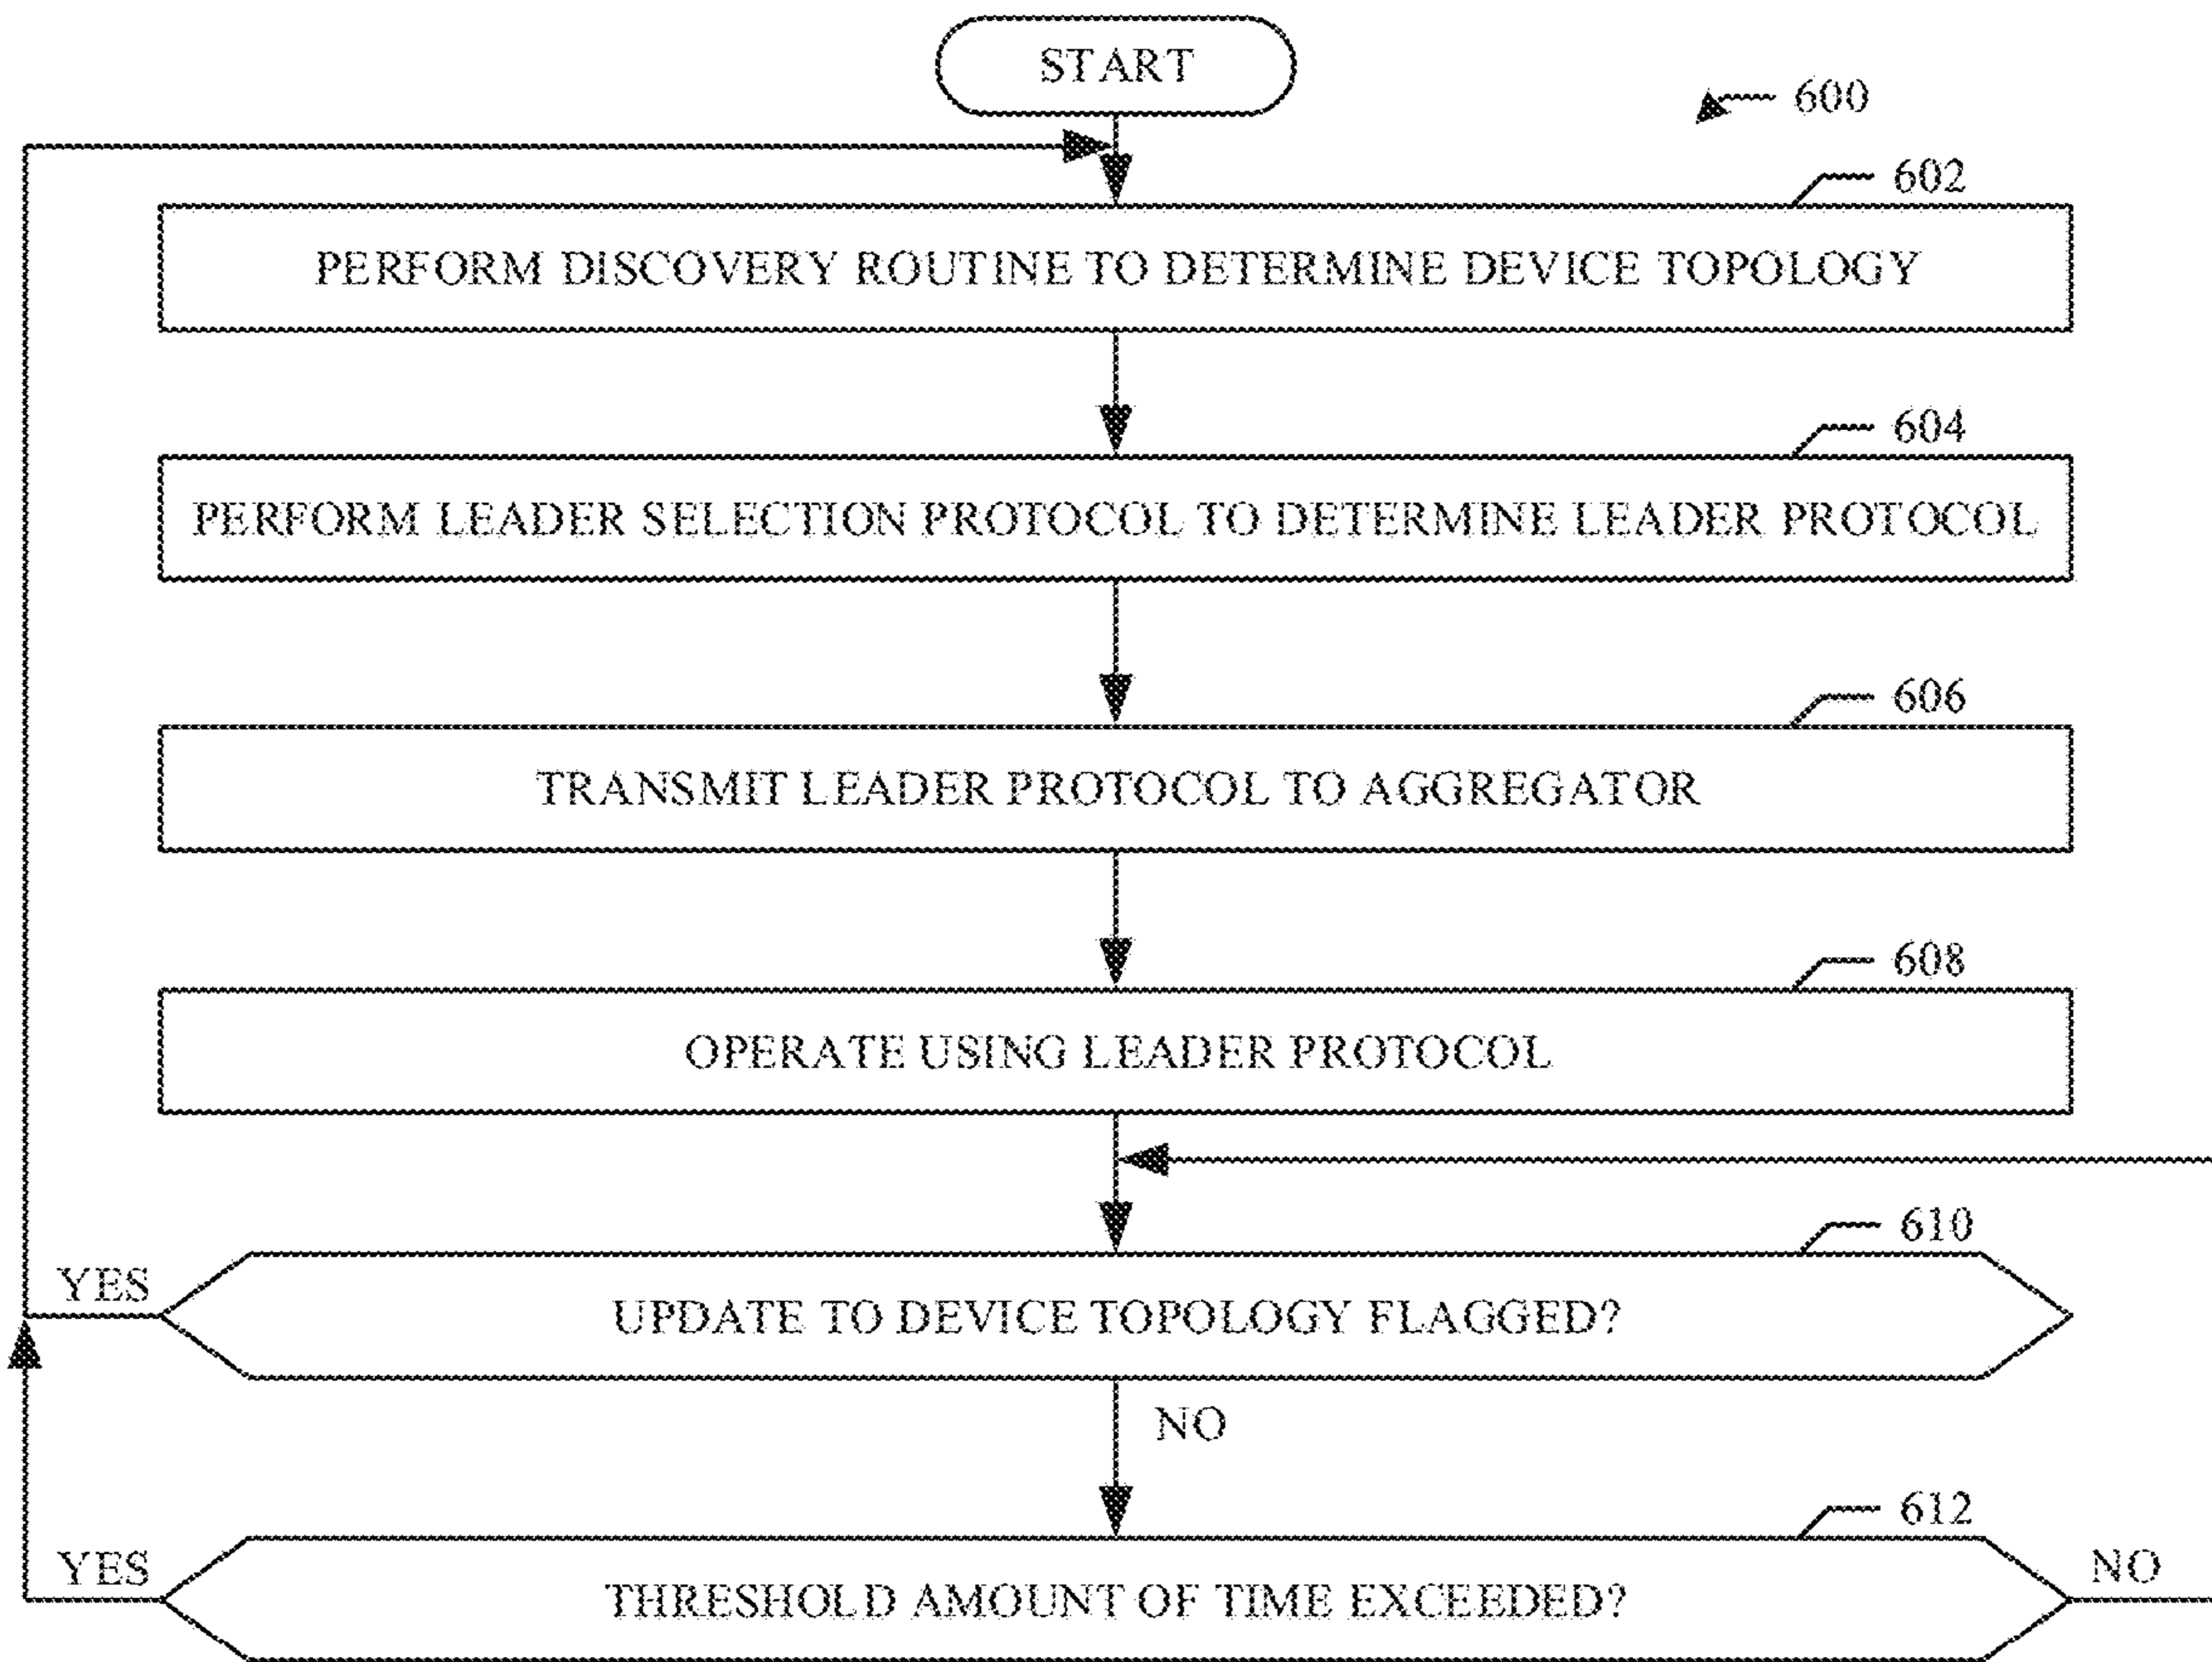 START
600
602
PERFORM DISCOVERY ROUTINE TO DETERMINE DEVICE TOPOLOGY
604
PERFORM LEADER SELECTION PROTOCOL TO DETERMINE LEADER PROTOCOL
606
TRANSMIT LEADER PROTOCOL TO AGGREGATOR
608
OPERATE USING LEADER PROTOCOL
610
YES
UPDATE TO DEVICE TOPOLOGY FLAGGED?
NO
612
YES
THRESHOLD AMOUNT OF TIME EXCEEDED?
NO